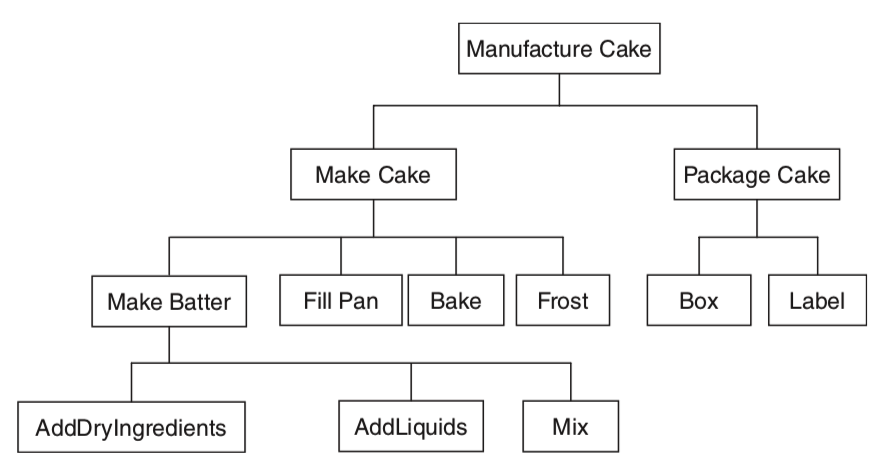 Manufacture Cake
Make Cake
Package Cake
Make Batter
Fill Pan
Bake
Frost
Box
Label
AddDryIngredients
AddLiquids
Mix